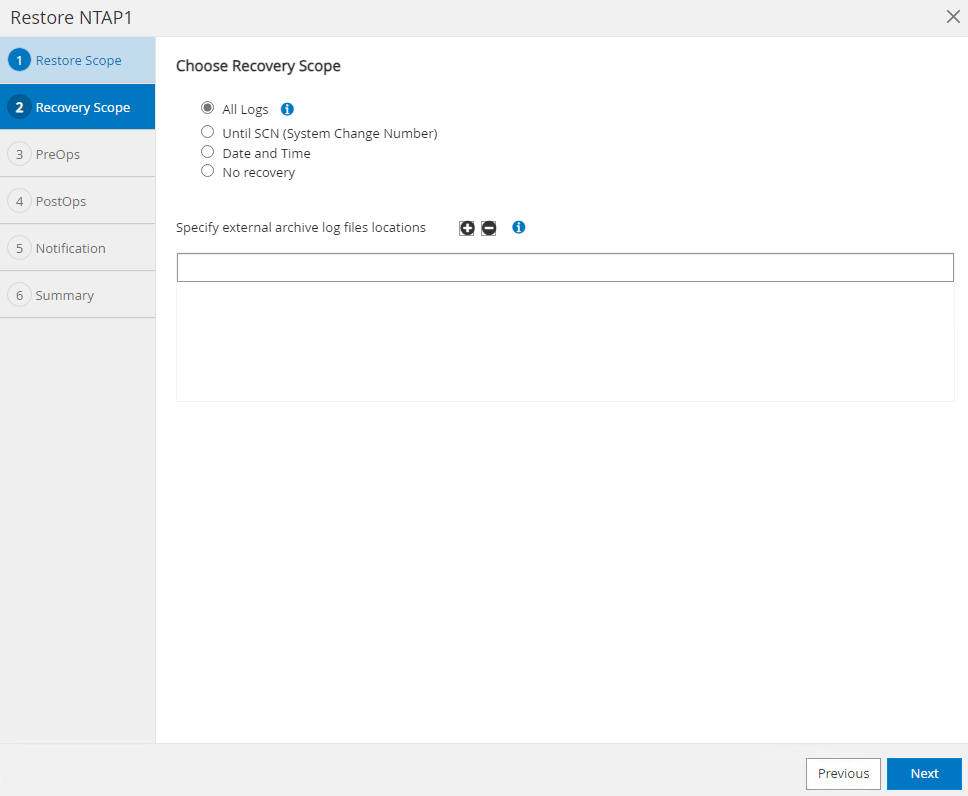 Restore NTAP1
1 Restore Scope
2 Recovery Scope
3 PreOps
4 PostOps
5 Notification
6 Summary
Choose Recovery Scope
All Logs
Until SCN (System Change Number)
Date and Time
No recovery
Specify external archive log files locations
Previous
Next